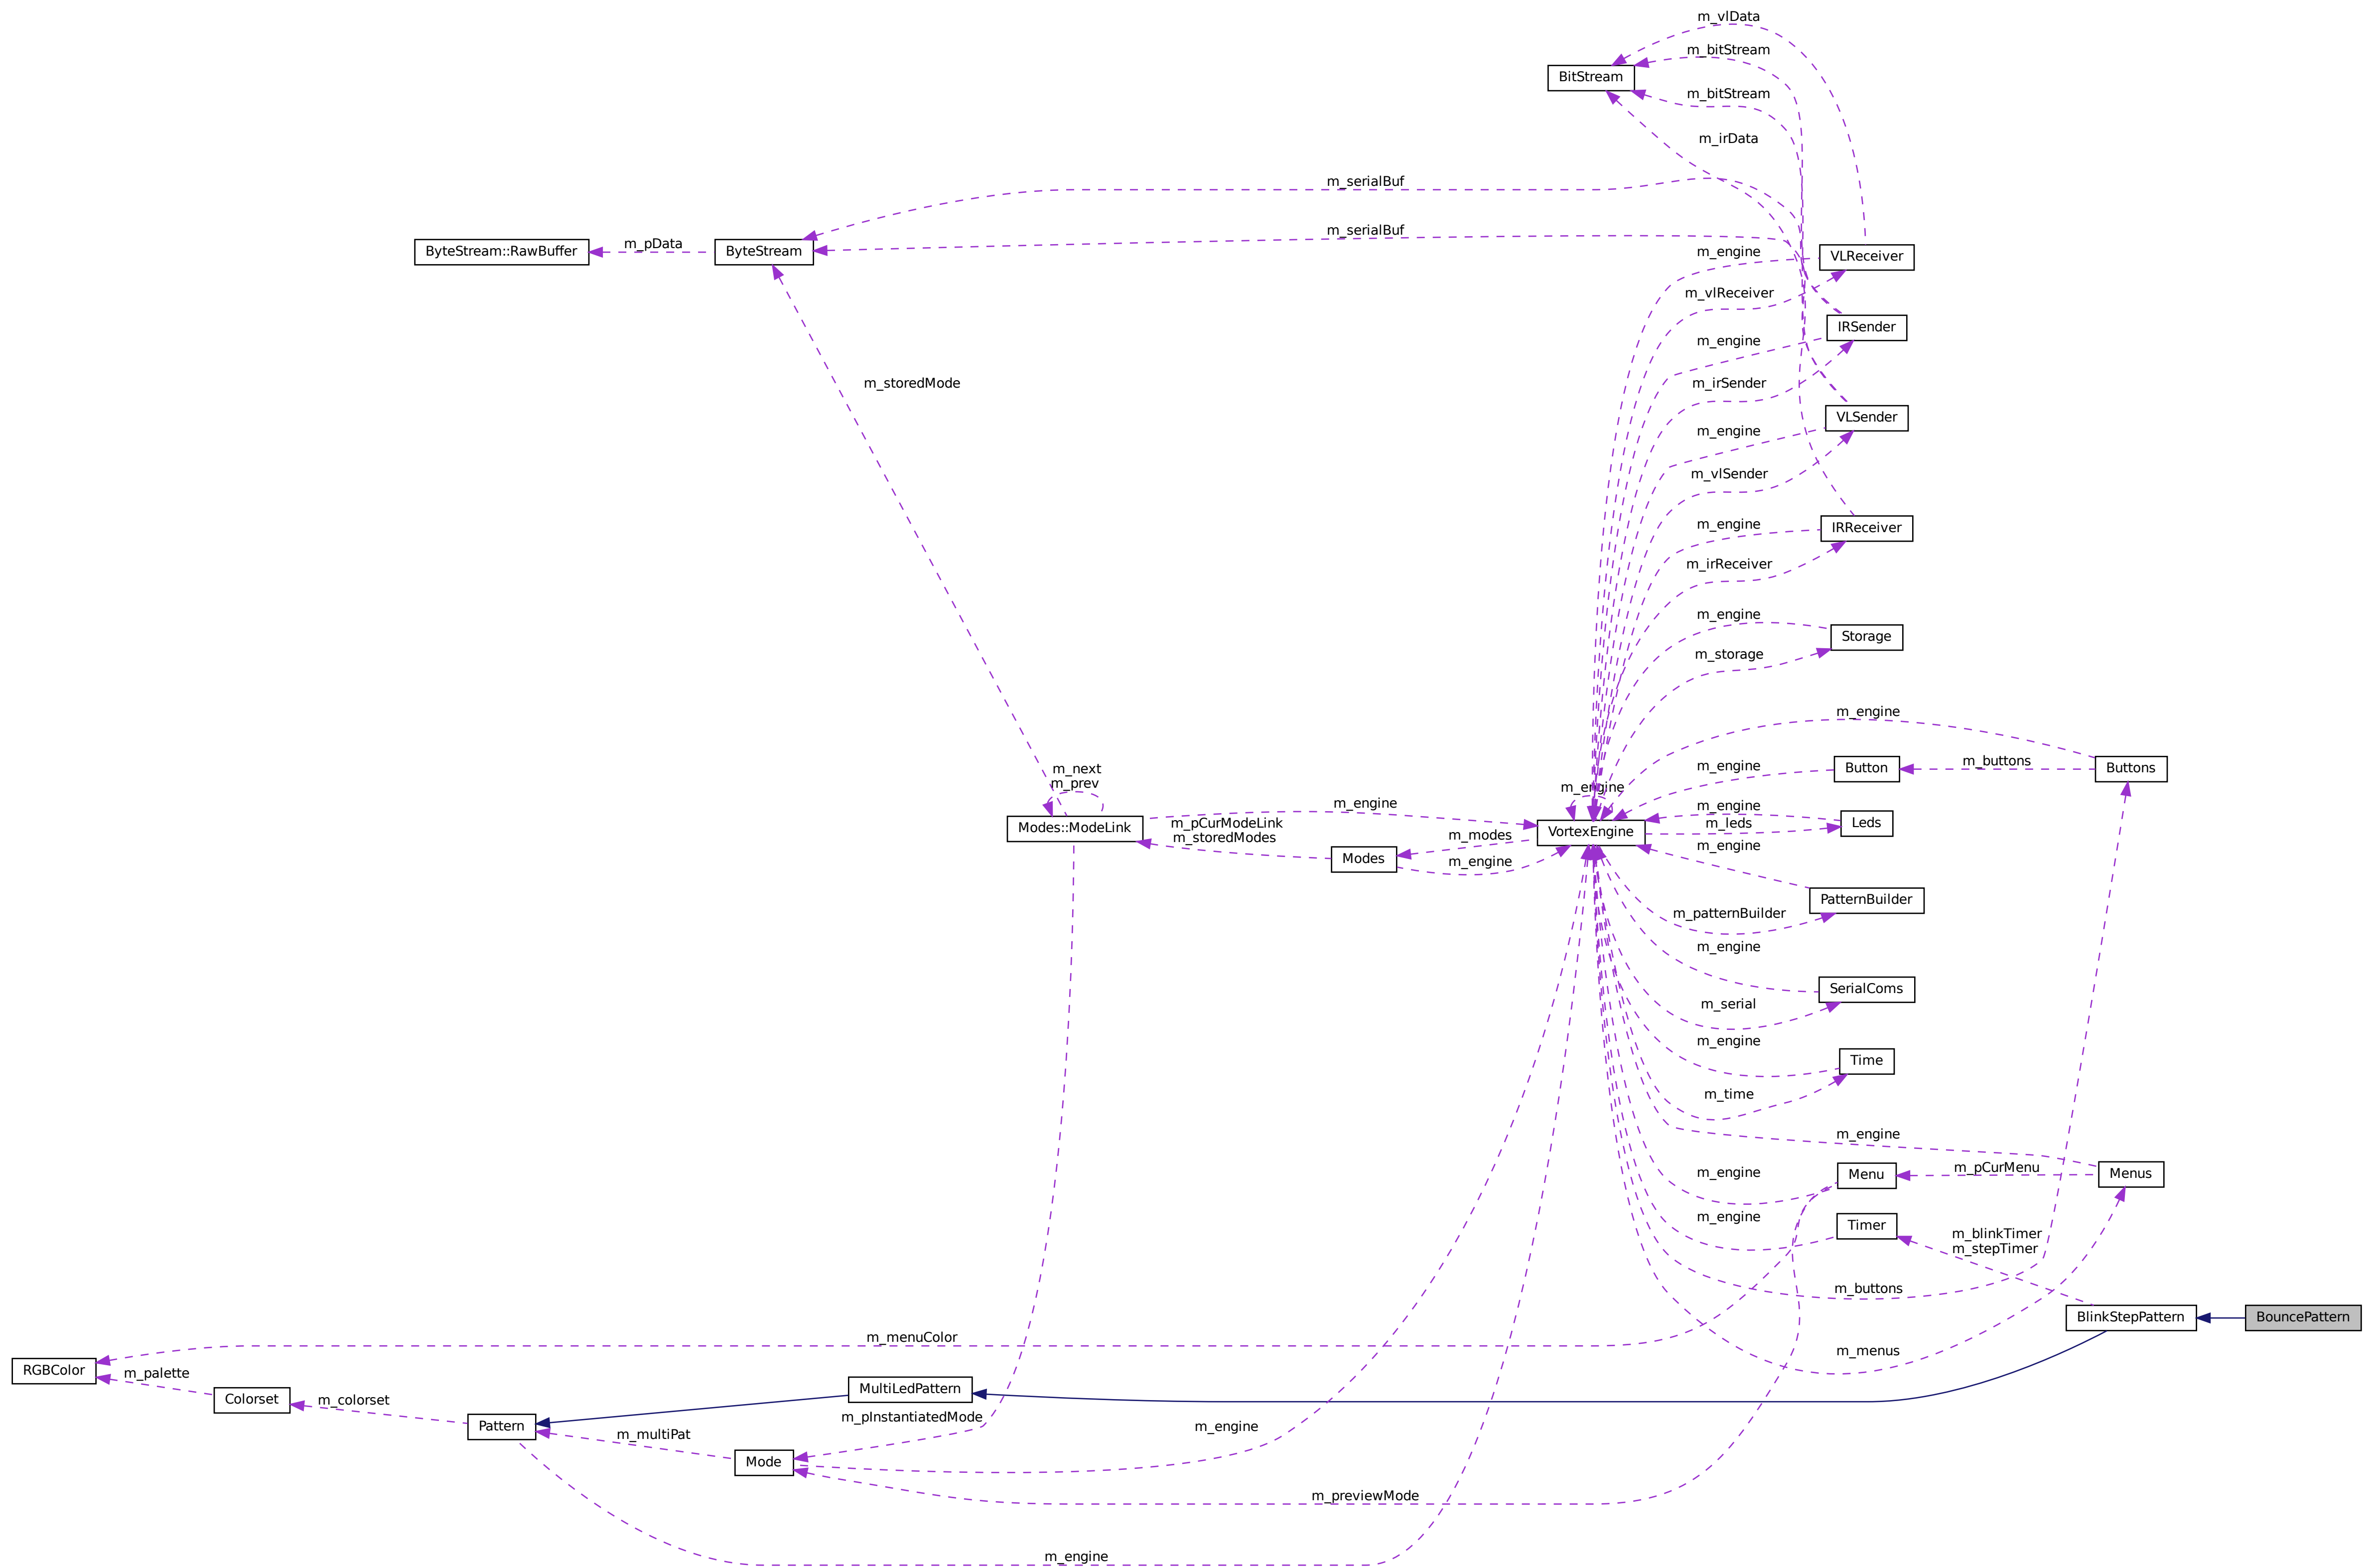 m_vlData
m_bitStream
BitStream
m_bitStream
m_irData
m_serialBuf
m_serialBuf
ByteStream::RawBuffer
m_pData
ByteStream
m_engine
VLReceiver
m_vlReceiver
IRSender
m_engine
m_storedMode
m_irSender
VLSender
m_engine
m_vlSender
m_engine
IRReceiver
m_irReceiver
m_engine
Storage
m_storage
m_engine
m_next
m_prev
m_engine
Button
m_buttons
Buttons
m_engine
m_engine
m_engine
Modes::ModeLink
m_pCurModeLink
m_storedModes
m_modes
VortexEngine
m_leds
Leds
m_engine
Modes
m_engine
PatternBuilder
m_patternBuilder
m_engine
SerialComs
m_serial
m_engine
Time
m_time
m_engine
m_engine
Menu
m_pCurMenu
Menus
m_engine
Timer
m_blinkTimer
m_stepTimer
m_buttons
BlinkStepPattern
BouncePattern
m_menuColor
m_menus
RGBColor
m_palette
Colorset
m_colorset
MultiLedPattern
m_pInstantiatedMode
Pattern
m_multiPat
m_engine
Mode
m_previewMode
m_engine